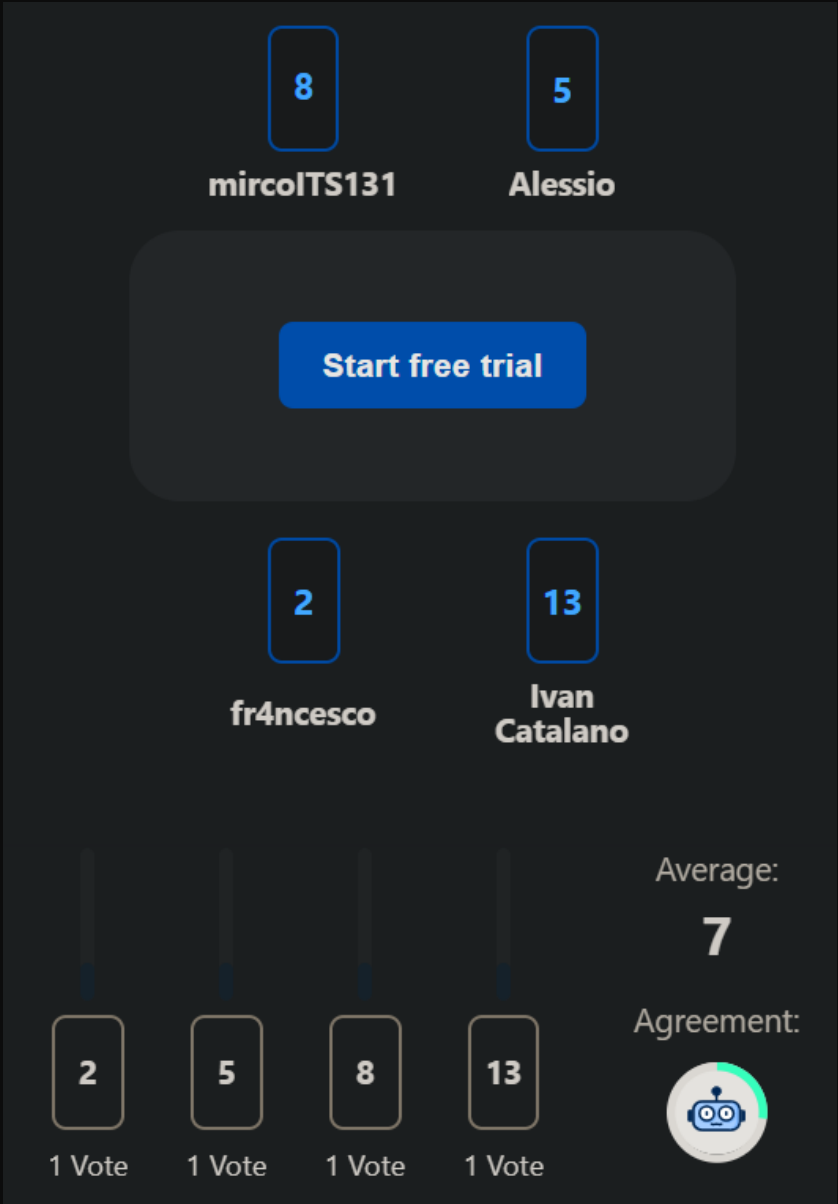 8
5
mircoITS131
Alessio
Start free trial
2
13
fr4ncesco
Ivan
Catalano
Average:
7
Agreement:
2
5
8
13
1 Vote
1 Vote
1 Vote
1 Vote